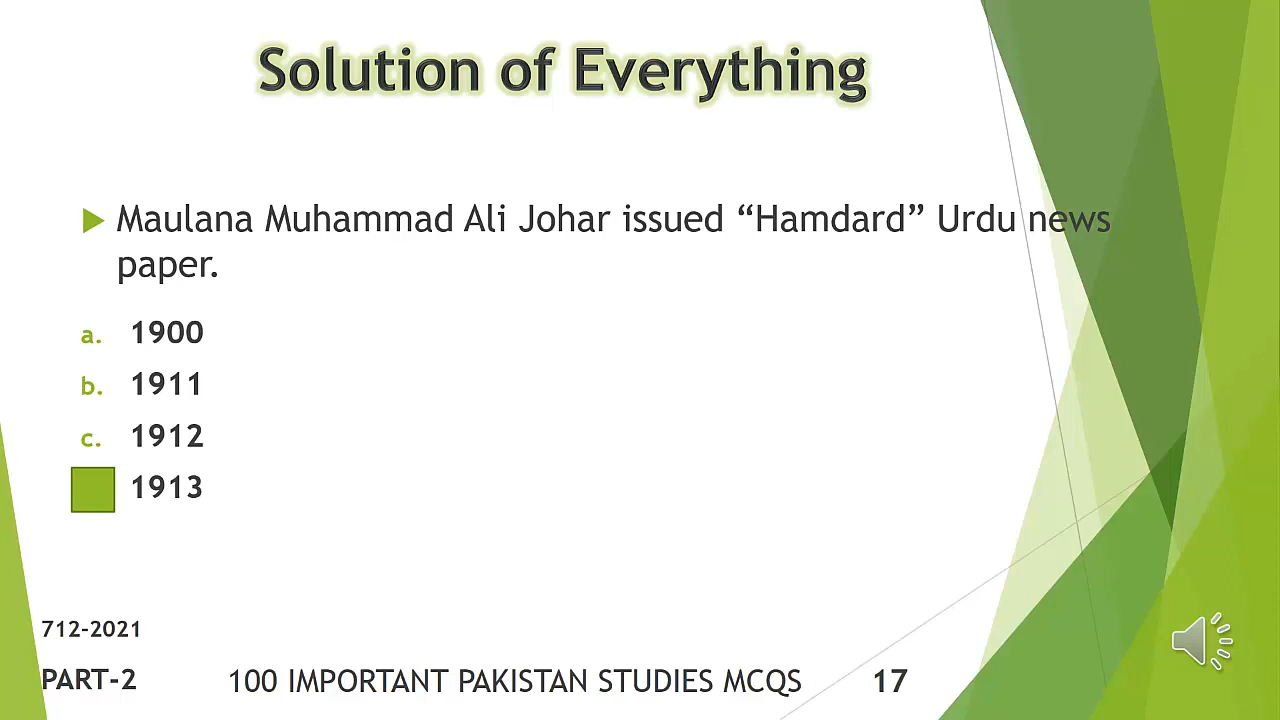 Solution of Everything
Maulana Muhammad Ali Johar issued “Hamdard” Urdu news
paper.
a. 1900
b. 1911
c. 1912
1913
712-2021
PART-2 100 IMPORTANT PAKISTAN STUDIES MCQS 17